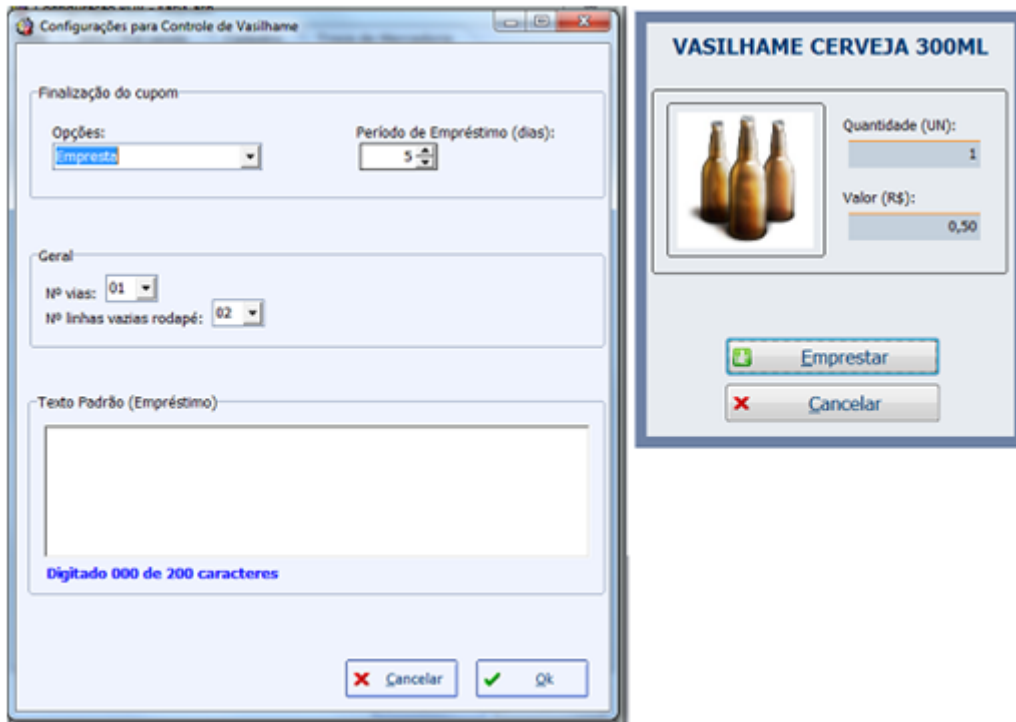 Configurações para Controle de Vasilhame
Finalização do cupom
Opções:
Empresta
Período de Empréstimo (dias):
5
Geral
Nº vias: 01
Nº linhas vazias rodapé: 02
Texto Padrão (Empréstimo)
Digitado 000 de 200 caracteres
Cancelar
Ok
VASILHAME CERVEJA 300ML
Quantidade (UN):
1
Valor (R$):
0,50
Emprestar
Cancelar